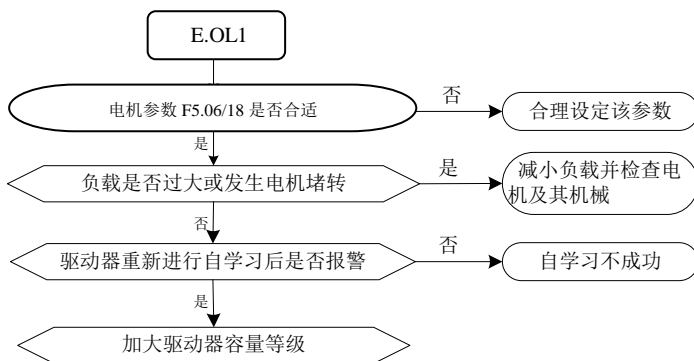 E.OL1
电机参数 F5.06/18 是否合适
否
合理设定该参数
是
负载是否过大或发生电机堵转
是
减小负载并检查电
机及其机械
否
驱动器重新进行自学习后是否报警
否
自学习不成功
是
加大驱动器容量等级